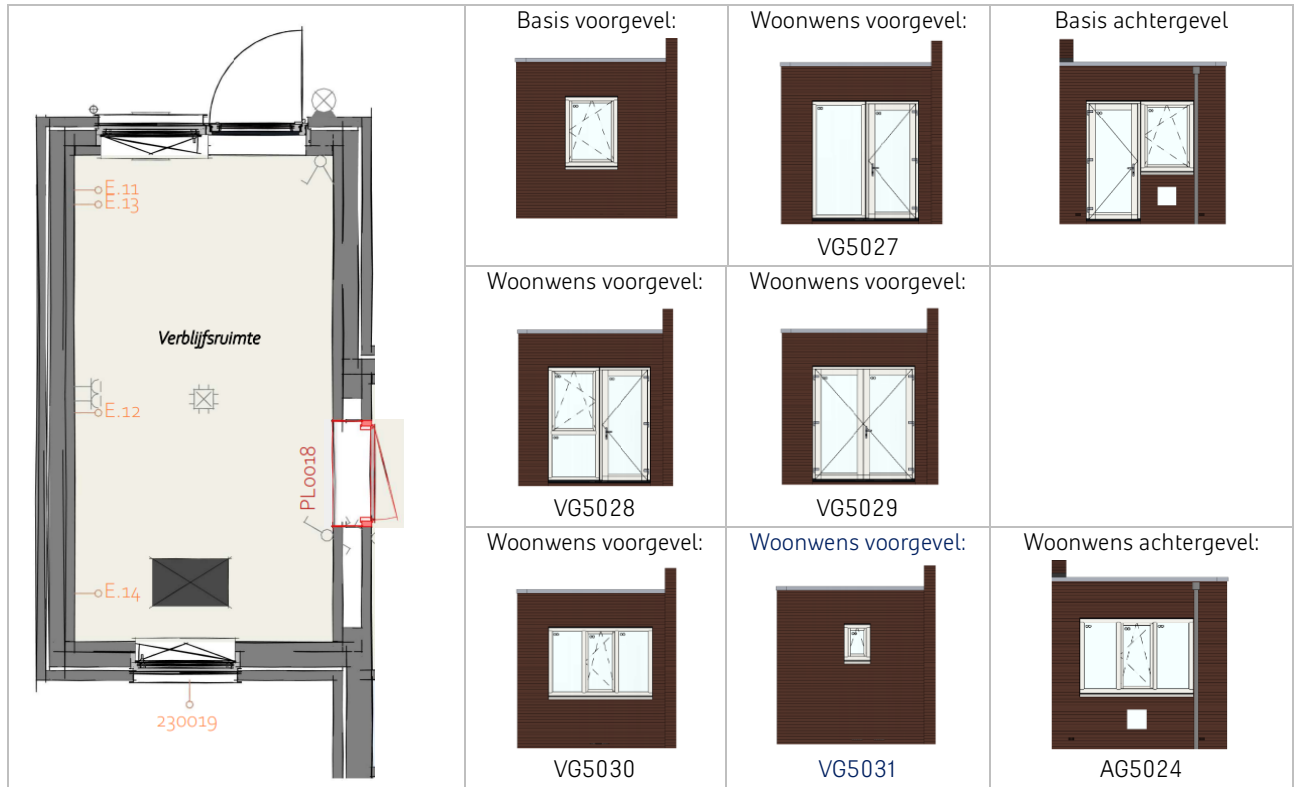 E.11
E.13
Verblijfsruimte
E.12
PL0018
E.14
230019
Basis voorgevel:
Woonwens voorgevel:
VG5027
Basis achtergevel
Woonwens voorgevel:
VG5028
Woonwens voorgevel:
VG5029
Woonwens voorgevel:
VG5030
Woonwens voorgevel:
VG5031
Woonwens achtergevel:
AG5024